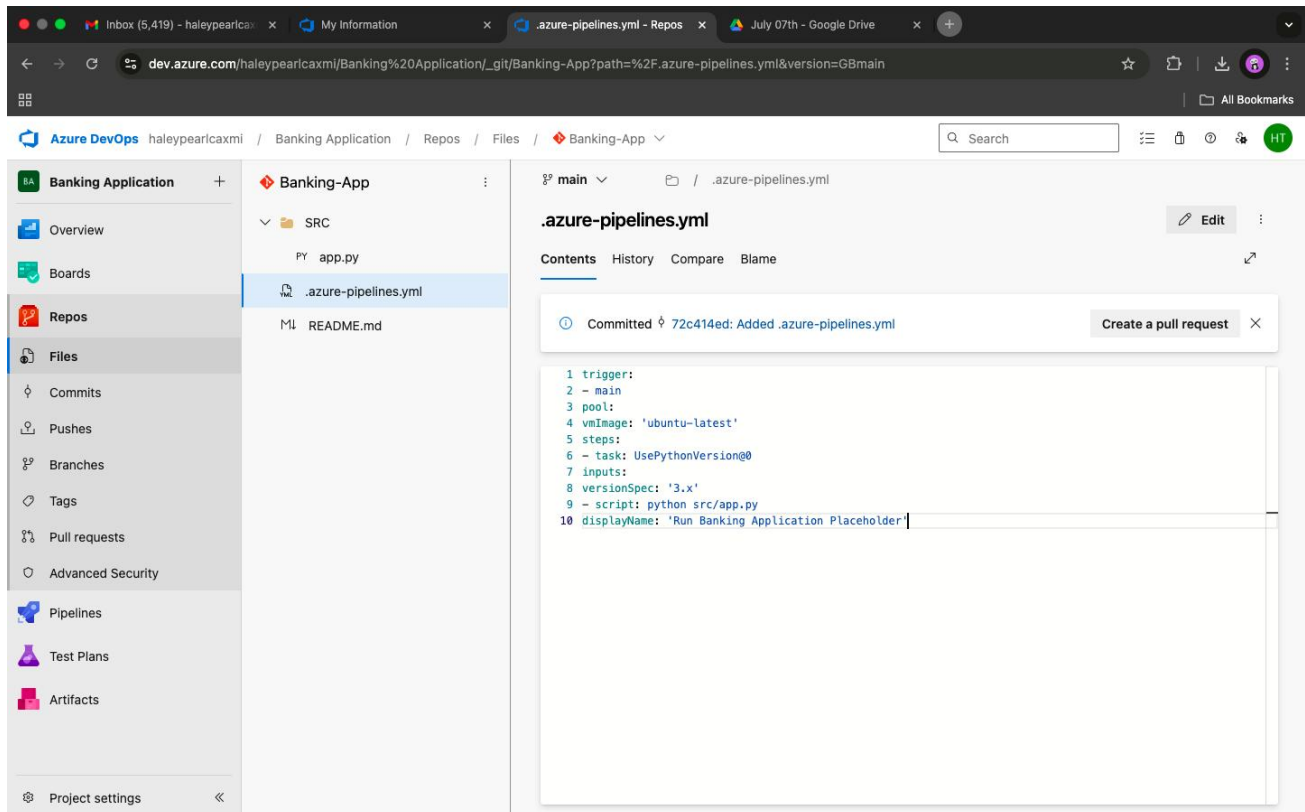 Inbox (5,419) - haleypearlcax
My Information
.azure-pipelines.yml - Repos
July 07th - Google Drive
dev.azure.com/haleypearlcaxmi/Banking%20Application/_git/Banking-App?path=%2F.azure-pipelines.yml&version=GBmain
All Bookmarks
Azure DevOps haleypearlcaxmi / Banking Application / Repos / Files / Banking-App
Search
HT
BA Banking Application
Overview
Boards
Repos
Files
Commits
Pushes
Branches
Tags
Pull requests
Advanced Security
Pipelines
Test Plans
Artifacts
Project settings
Banking-App
SRC
PY app.py
YML .azure-pipelines.yml
M↓ README.md
main / .azure-pipelines.yml
.azure-pipelines.yml
Edit
Contents History Compare Blame
Committed 72c414ed: Added .azure-pipelines.yml
Create a pull request
1 trigger:
2 - main
3 pool:
4 vmImage: 'ubuntu-latest'
5 steps:
6 - task: UsePythonVersion@0
7 inputs:
8 versionSpec: '3.x'
9 - script: python src/app.py
10 displayName: 'Run Banking Application Placeholder'